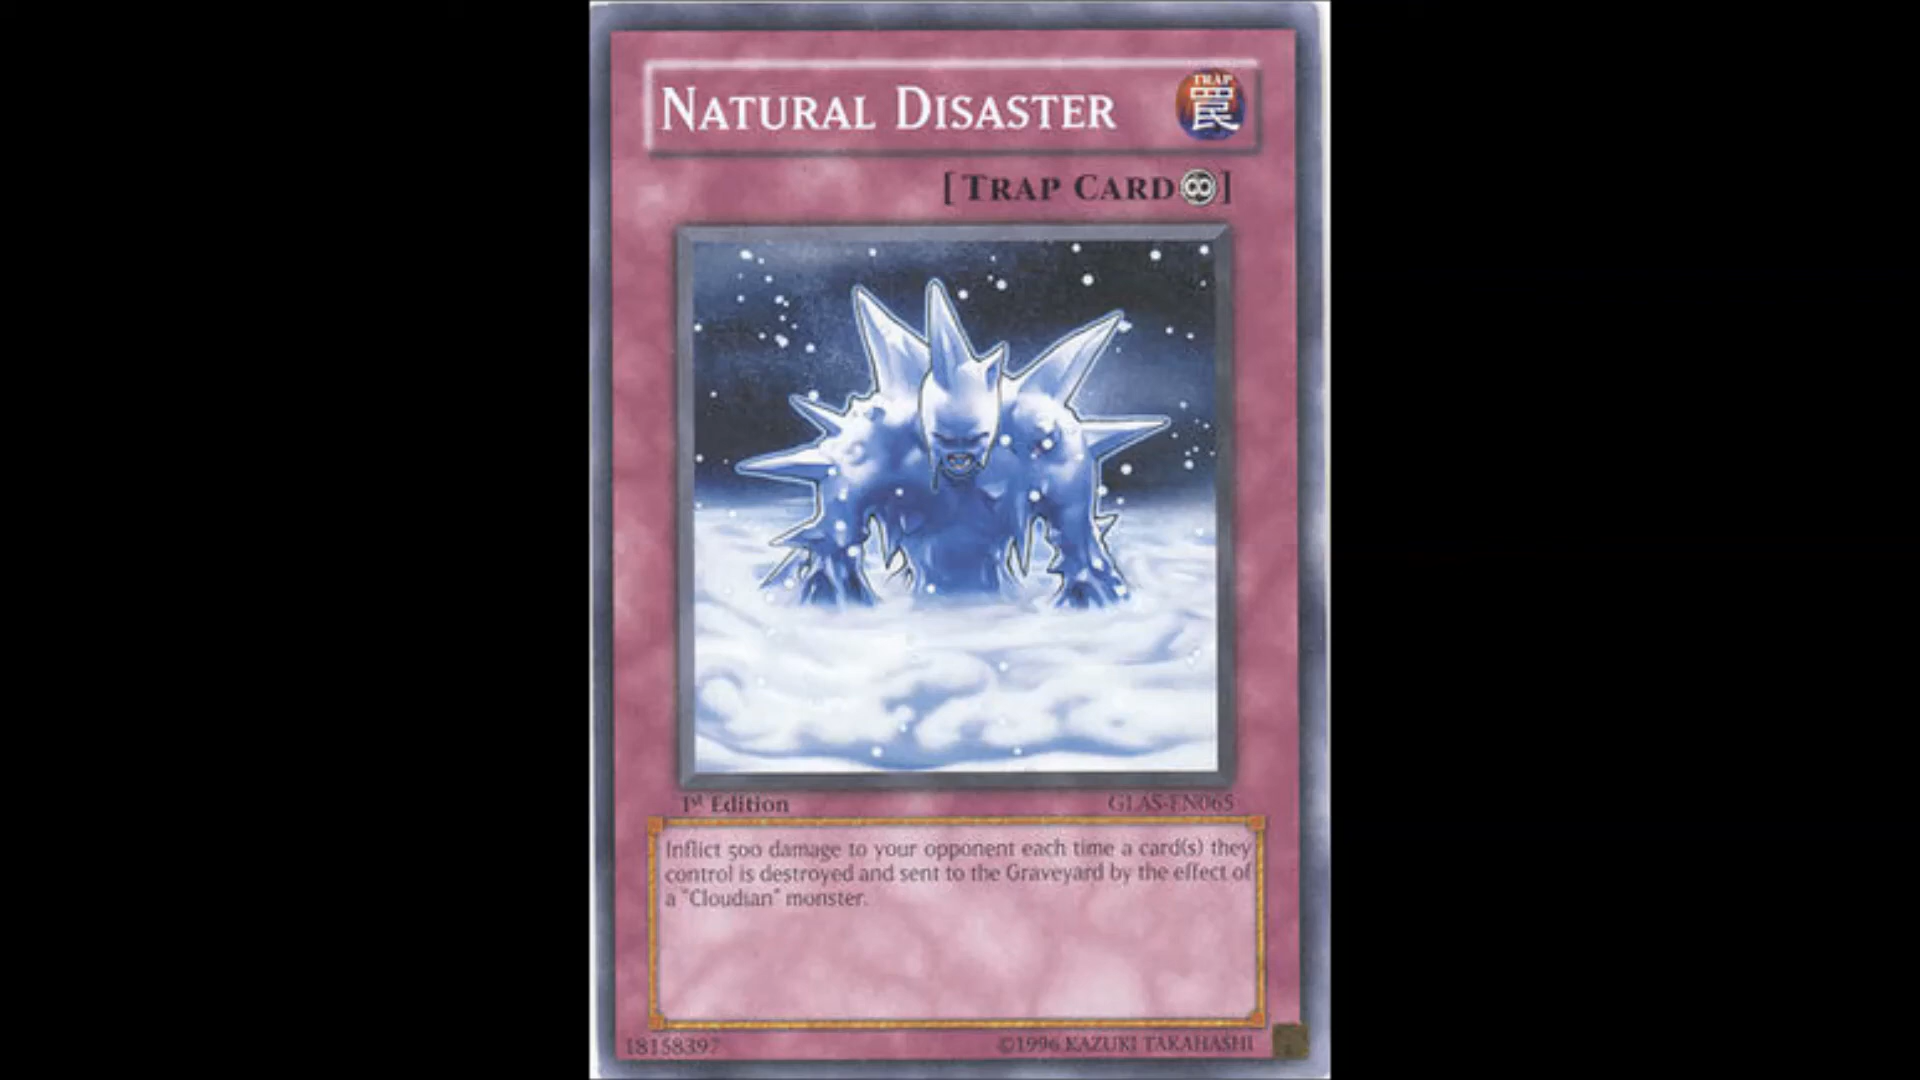 NATURAL DISASTER
TRAP
罠
[TRAP CARD∞]
1st Edition
GLAS-EN065
Inflict 500 damage to your opponent each time a card(s) they
control is destroyed and sent to the Graveyard by the effect of
a "Cloudian" monster.
18158397
©1996 KAZUKI TAKAHASHI